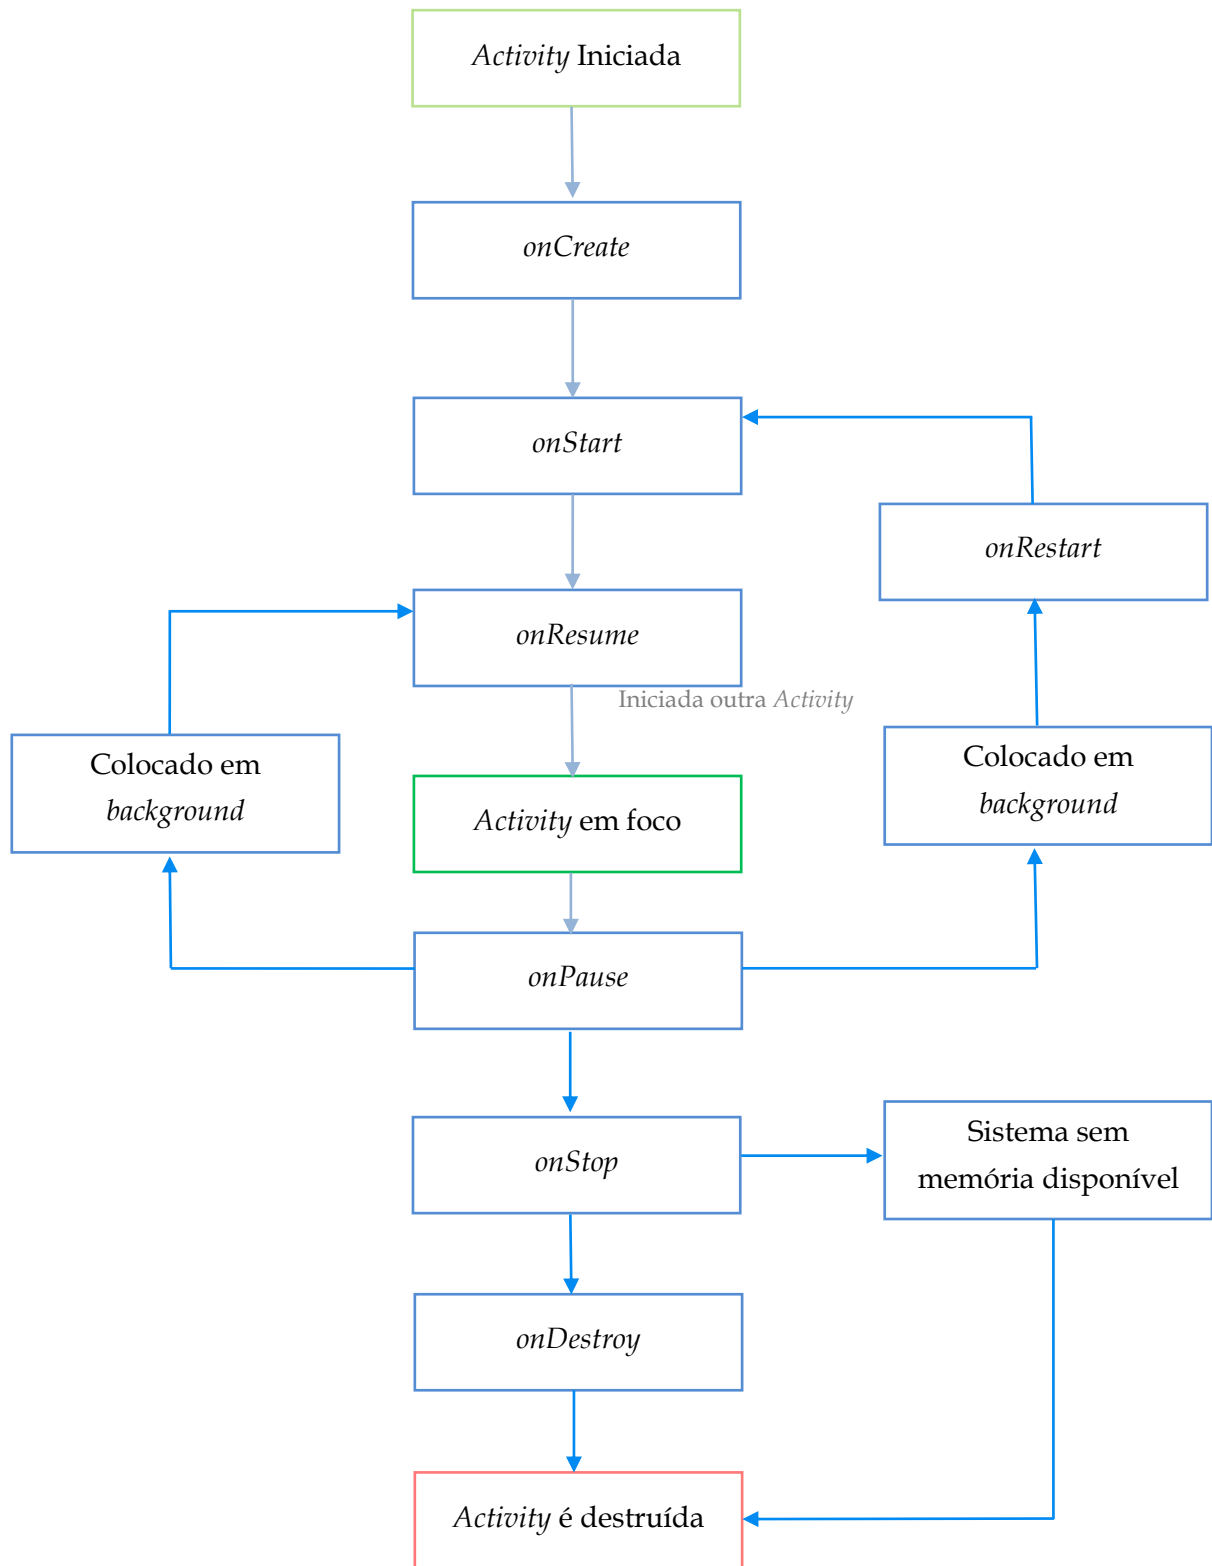 Activity Iniciada
onCreate
onStart
onRestart
onResume
Iniciada outra Activity
Colocado em
background
Activity em foco
Colocado em
background
onPause
onStop
Sistema sem
memória disponível
onDestroy
Activity é destruída